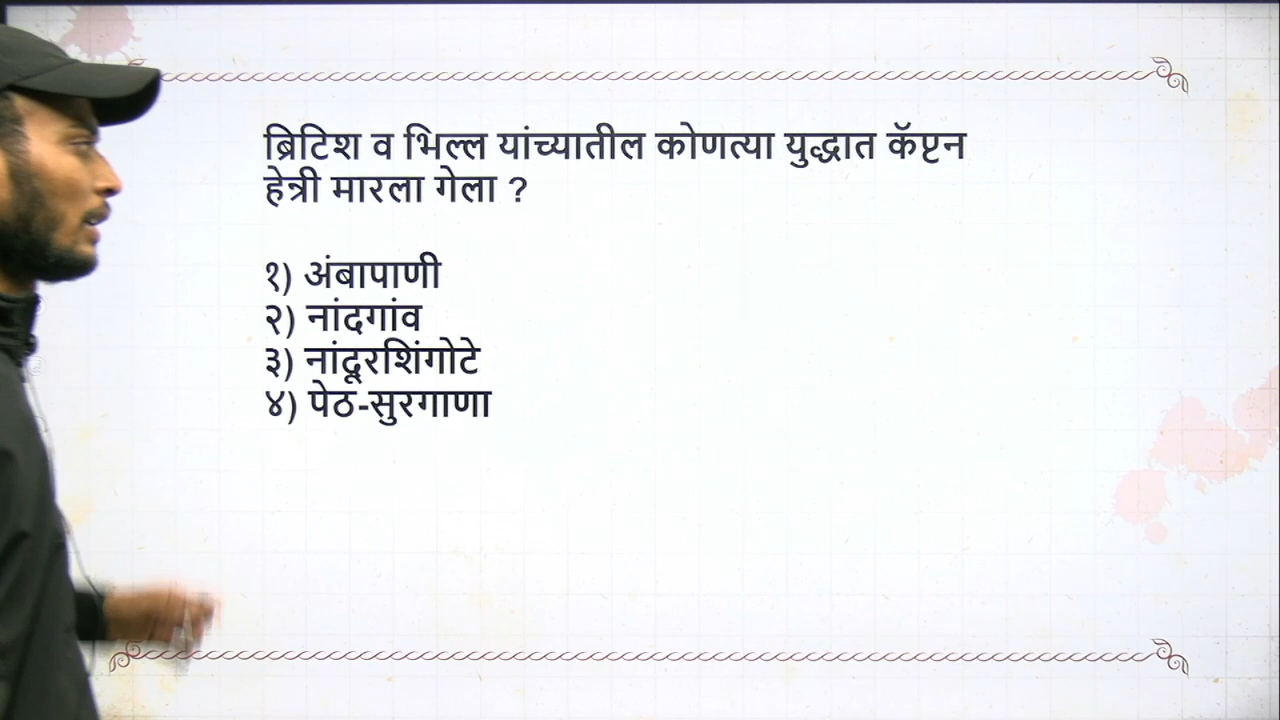 ब्रिटिश व भिल्ल यांच्यातील कोणत्या युद्धात कॅप्टन
हेन्री मारला गेला ?
१) अंबापाणी
२) नांदगांव
३) नांदूरशिंगोटे
४) पेठ-सुरगाणा